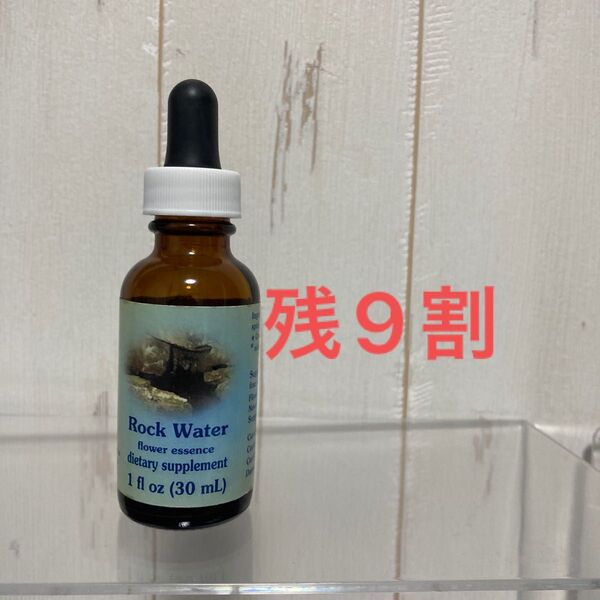 残9割
Rock Water
flower essence
dietary supplement
1 fl oz (30 mL)